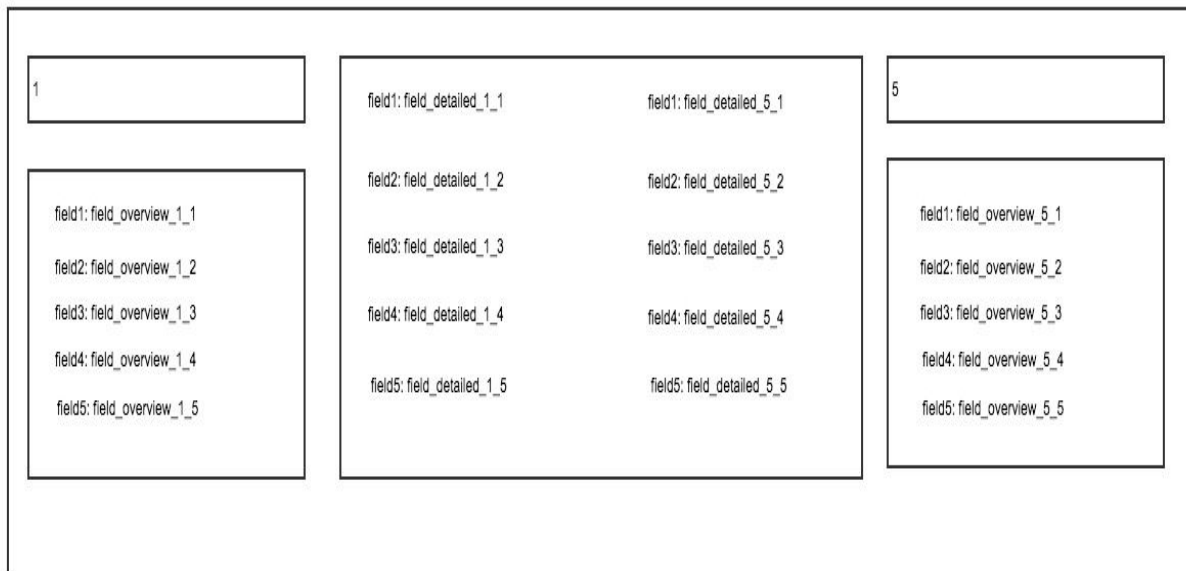 1
field1: field_overview_1_1
field2: field_overview_1_2
field3: field_overview_1_3
field4: field_overview_1_4
field5: field_overview_1_5
field1: field_detailed_1_1
field1: field_detailed_5_1
field2: field_detailed_1_2
field2: field_detailed_5_2
field3: field_detailed_1_3
field3: field_detailed_5_3
field4: field_detailed_1_4
field4: field_detailed_5_4
field5: field_detailed_1_5
field5: field_detailed_5_5
5
field1: field_overview_5_1
field2: field_overview_5_2
field3: field_overview_5_3
field4: field_overview_5_4
field5: field_overview_5_5